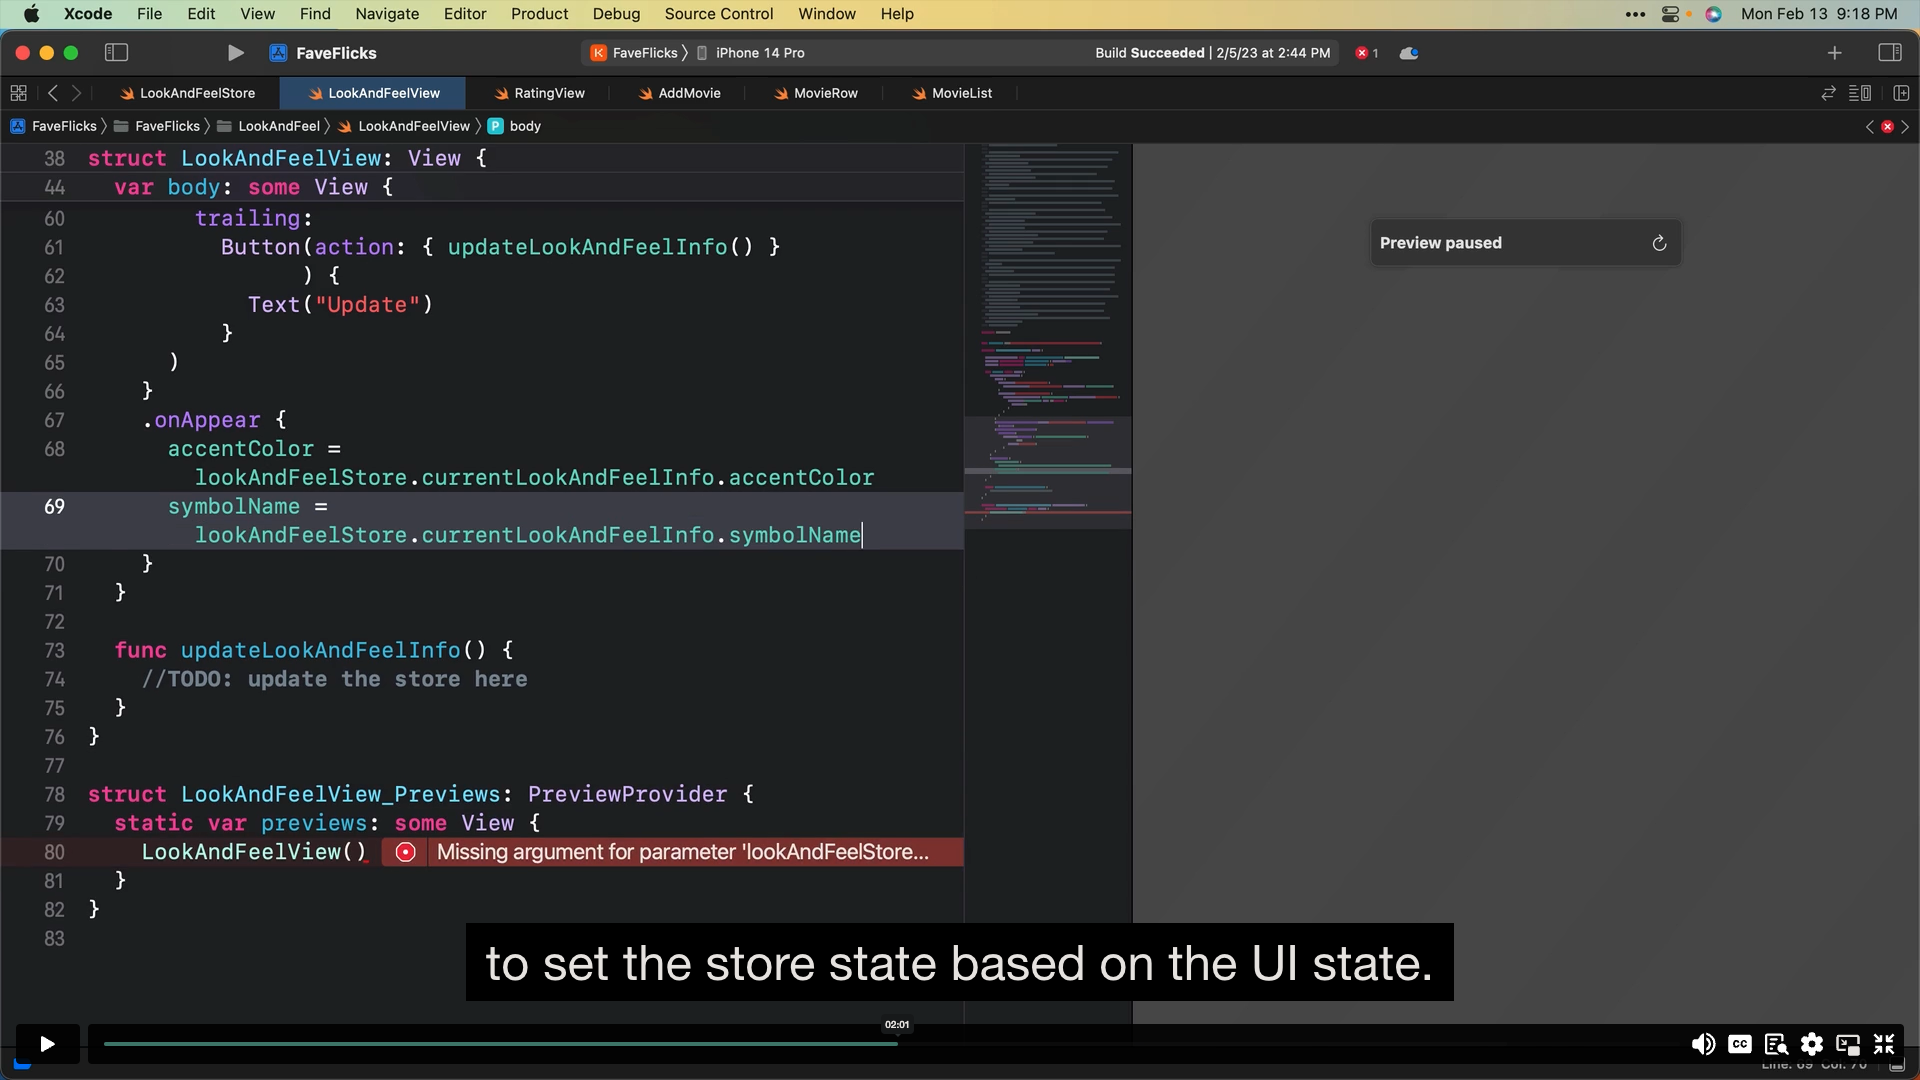 Xcode File Edit View Find Navigate Editor Product Debug Source Control Window Help Mon Feb 13 9:18 PM
FaveFlicks FaveFlicks iPhone 14 Pro Build Succeeded | 2/5/23 at 2:44 PM 1
LookAndFeelStore LookAndFeelView RatingView AddMovie MovieRow MovieList
FaveFlicks FaveFlicks LookAndFeel LookAndFeelView P body
38 struct LookAndFeelView: View {
44 var body: some View {
60 trailing:
61 Button(action: { updateLookAndFeelInfo() }
62 ) {
63 Text("Update")
64 }
65 )
66 }
67 .onAppear {
68 accentColor =
lookAndFeelStore.currentLookAndFeelInfo.accentColor
69 symbolName =
lookAndFeelStore.currentLookAndFeelInfo.symbolName
70 }
71 }
72
73 func updateLookAndFeelInfo() {
74 //TODO: update the store here
75 }
76 }
77
78 struct LookAndFeelView_Previews: PreviewProvider {
79 static var previews: some View {
80 LookAndFeelView() Missing argument for parameter 'lookAndFeelStore...
81 }
82 }
83
Preview paused
to set the store state based on the UI state.
02:01
CC
Line: 69 Col: 70